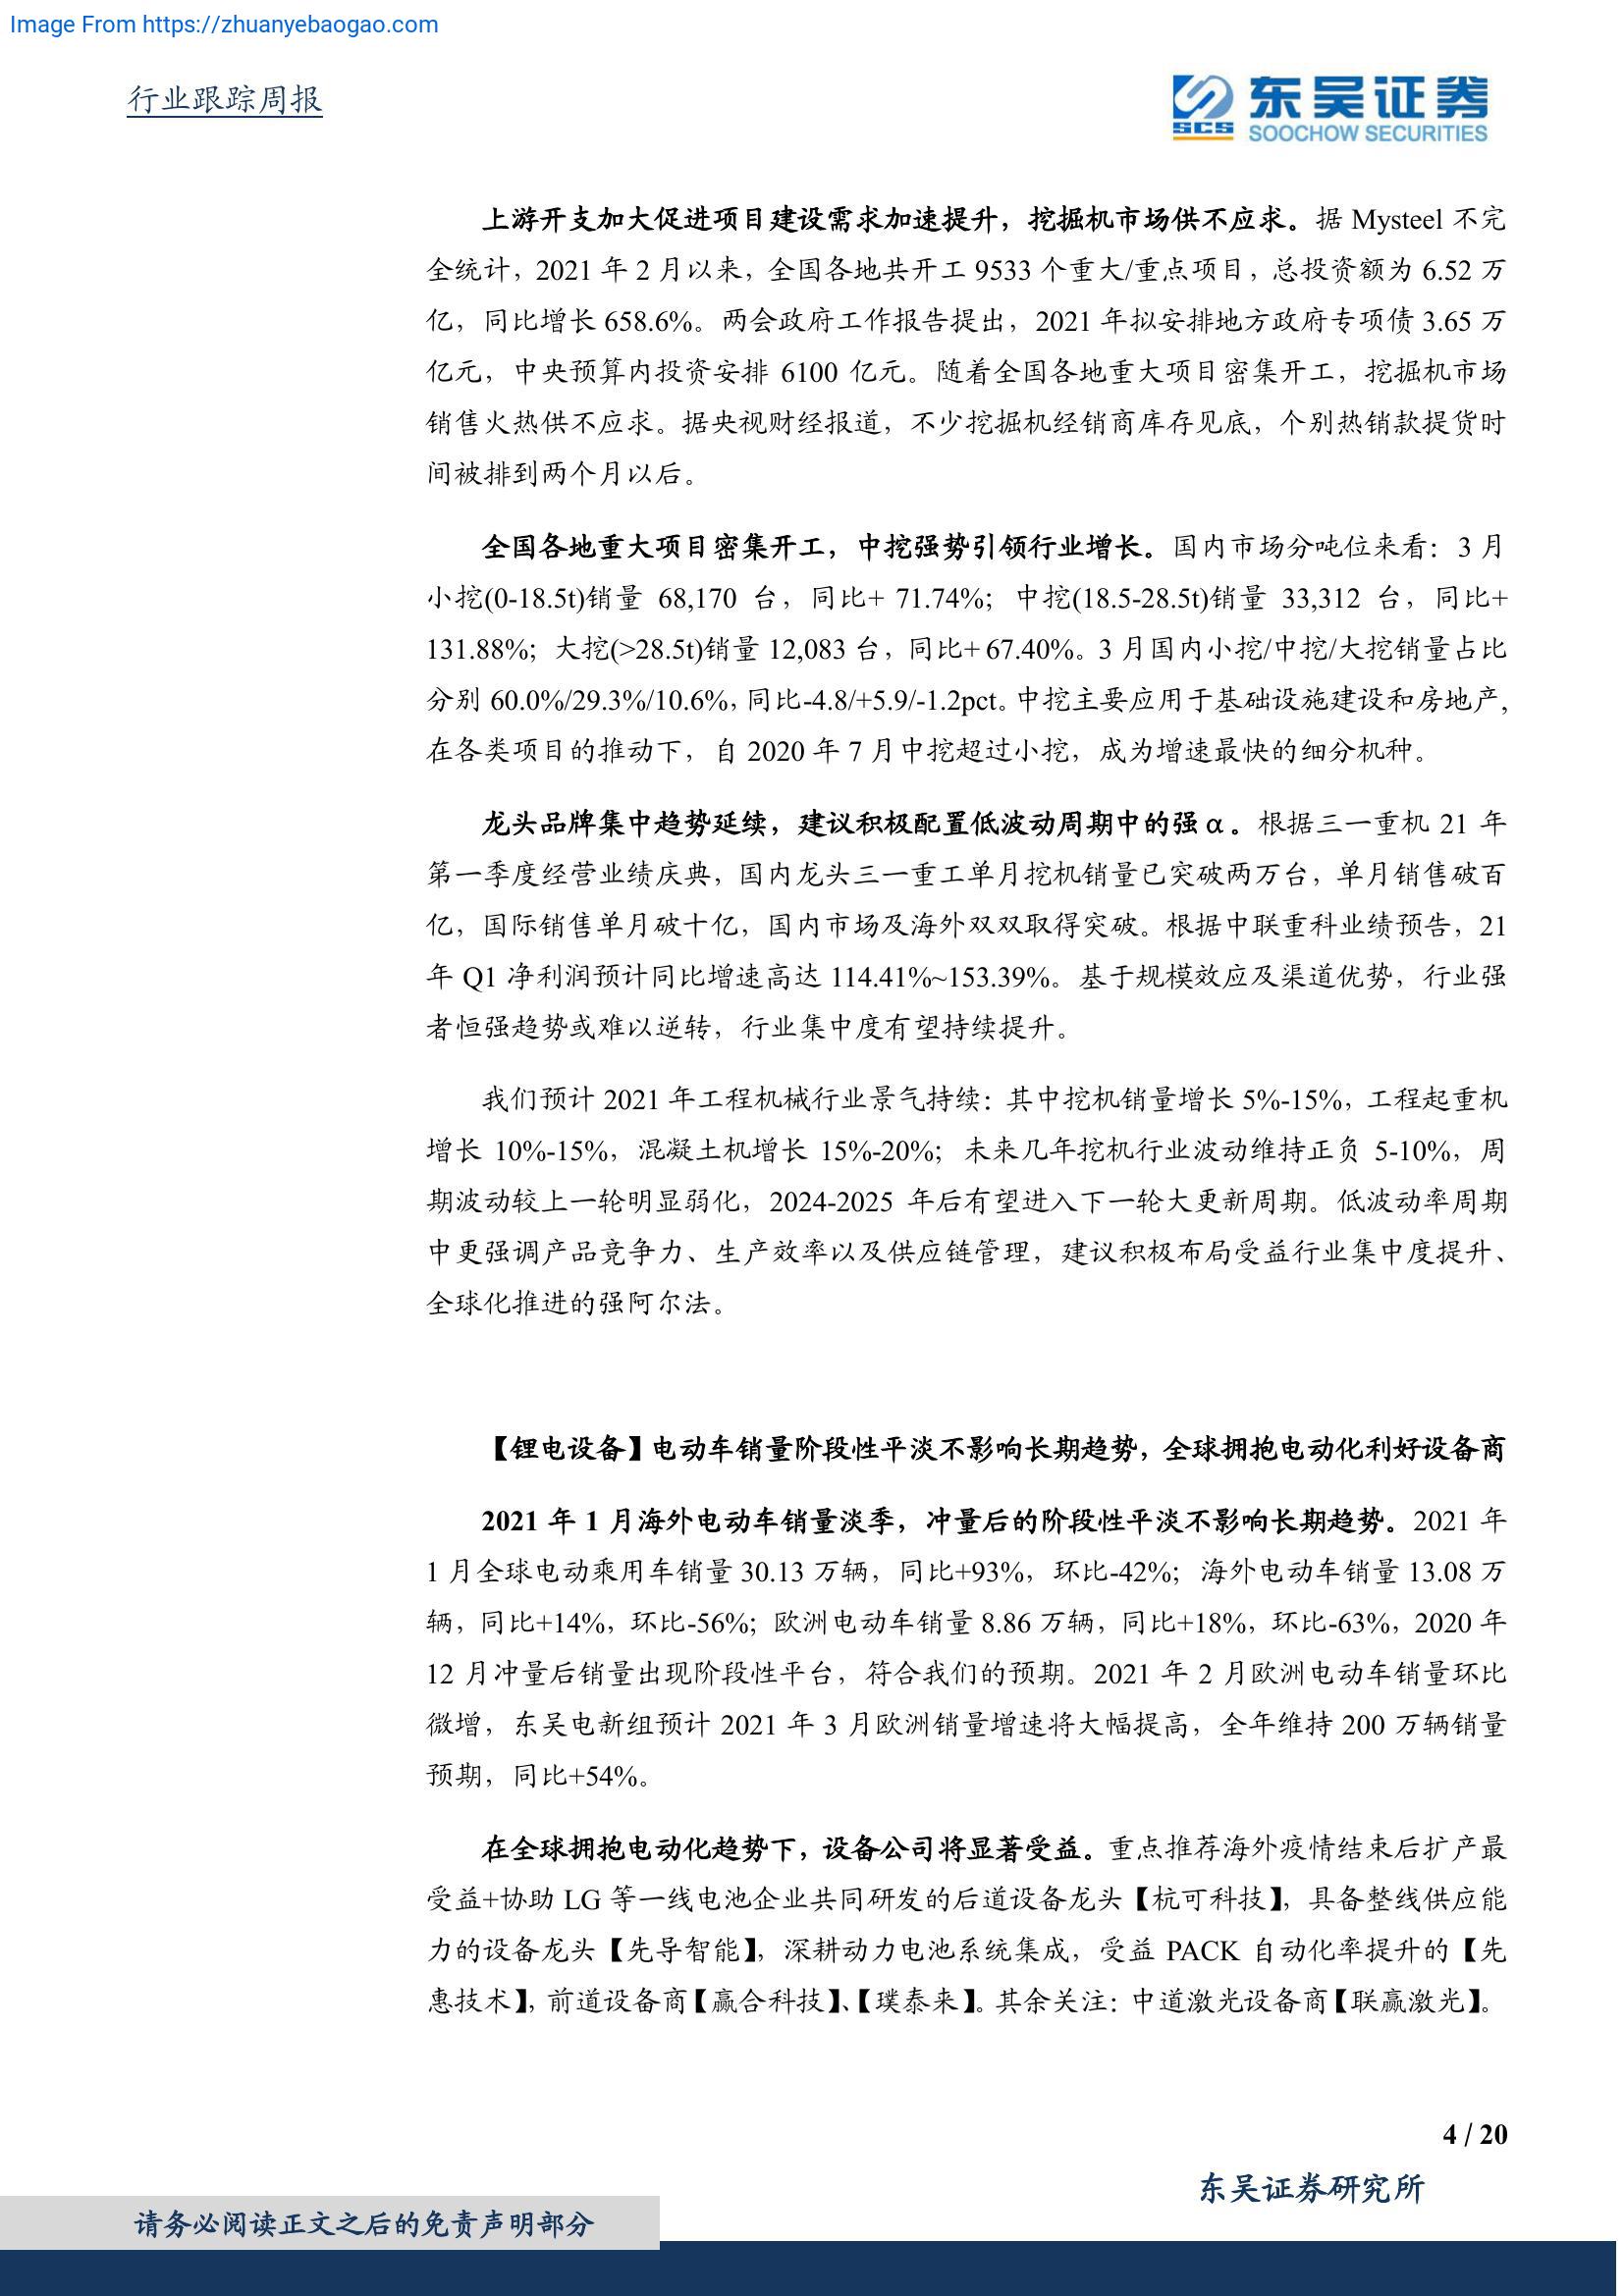 Image From https://zhuanyebaogao.com
行业跟踪周报
SCS
东吴证券
SOOCHOW SECURITIES
上游开支加大促进项目建设需求加速提升，挖掘机市场供不应求。据 Mysteel 不完
全统计，2021 年 2 月以来，全国各地共开工 9533 个重大/重点项目，总投资额为 6.52 万
亿，同比增长 658.6%。两会政府工作报告提出，2021 年拟安排地方政府专项债 3.65 万
亿元，中央预算内投资安排 6100 亿元。随着全国各地重大项目密集开工，挖掘机市场
销售火热供不应求。据央视财经报道，不少挖掘机经销商库存见底，个别热销款提货时
间被排到两个月以后。
全国各地重大项目密集开工，中挖强势引领行业增长。国内市场分吨位来看：3 月
小挖(0-18.5t)销量 68,170 台，同比+ 71.74%；中挖(18.5-28.5t)销量 33,312 台，同比+
131.88%；大挖(>28.5t)销量 12,083 台，同比+ 67.40%。3 月国内小挖/中挖/大挖销量占比
分别 60.0%/29.3%/10.6%，同比-4.8/+5.9/-1.2pct。中挖主要应用于基础设施建设和房地产，
在各类项目的推动下，自 2020 年 7 月中挖超过小挖，成为增速最快的细分机种。
龙头品牌集中趋势延续，建议积极配置低波动周期中的强 α。根据三一重机 21 年
第一季度经营业绩庆典，国内龙头三一重工单月挖机销量已突破两万台，单月销售破百
亿，国际销售单月破十亿，国内市场及海外双双取得突破。根据中联重科业绩预告，21
年 Q1 净利润预计同比增速高达 114.41%~153.39%。基于规模效应及渠道优势，行业强
者恒强趋势或难以逆转，行业集中度有望持续提升。
我们预计 2021 年工程机械行业景气持续：其中挖机销量增长 5%-15%，工程起重机
增长 10%-15%，混凝土机增长 15%-20%；未来几年挖机行业波动维持正负 5-10%，周
期波动较上一轮明显弱化，2024-2025 年后有望进入下一轮大更新周期。低波动率周期
中更强调产品竞争力、生产效率以及供应链管理，建议积极布局受益行业集中度提升、
全球化推进的强阿尔法。
【锂电设备】电动车销量阶段性平淡不影响长期趋势，全球拥抱电动化利好设备商
2021 年 1 月海外电动车销量淡季，冲量后的阶段性平淡不影响长期趋势。2021 年
1 月全球电动乘用车销量 30.13 万辆，同比+93%，环比-42%；海外电动车销量 13.08 万
辆，同比+14%，环比-56%；欧洲电动车销量 8.86 万辆，同比+18%，环比-63%，2020 年
12 月冲量后销量出现阶段性平台，符合我们的预期。2021 年 2 月欧洲电动车销量环比
微增，东吴电新组预计 2021 年 3 月欧洲销量增速将大幅提高，全年维持 200 万辆销量
预期，同比+54%。
在全球拥抱电动化趋势下，设备公司将显著受益。重点推荐海外疫情结束后扩产最
受益+协助 LG 等一线电池企业共同研发的后道设备龙头【杭可科技】，具备整线供应能
力的设备龙头【先导智能】，深耕动力电池系统集成，受益 PACK 自动化率提升的【先
惠技术】，前道设备商【赢合科技】、【璞泰来】。其余关注：中道激光设备商【联赢激光】。
4 / 20
东吴证券研究所
请务必阅读正文之后的免责声明部分